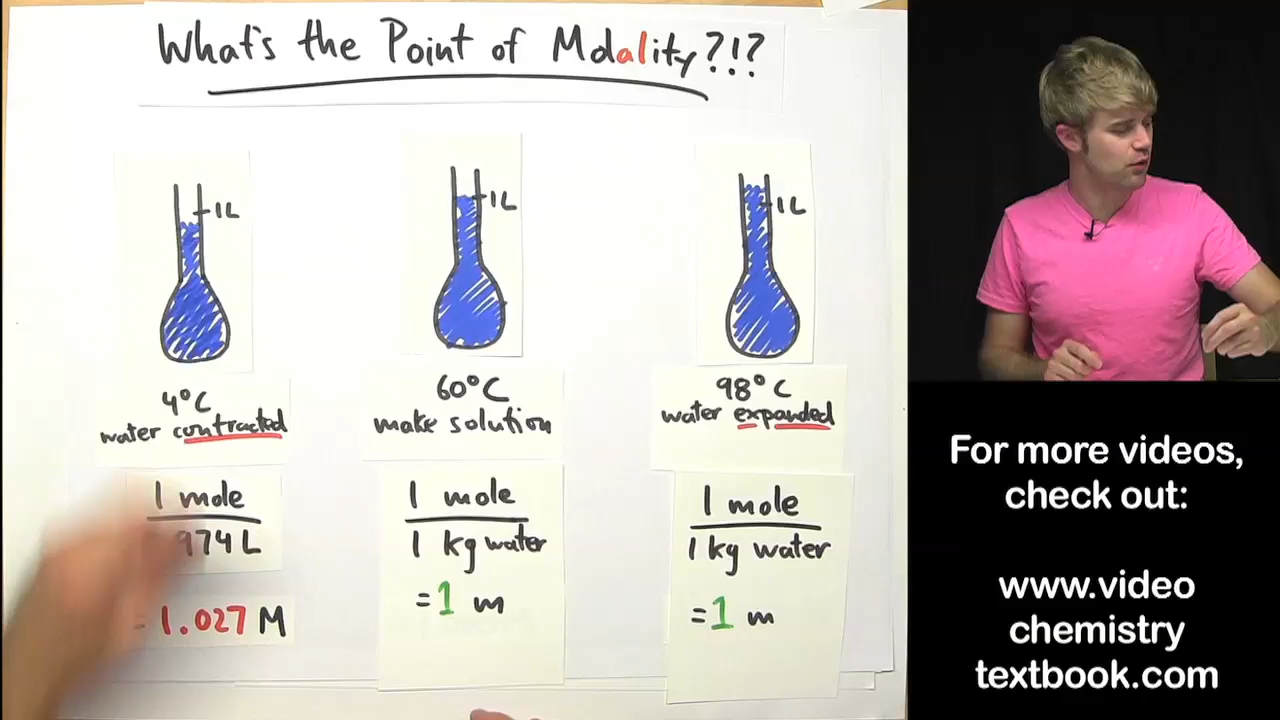 What's the Point of Molality?!?
1L
1L
1L
4°C
water contracted
60°C
make solution
98°C
water expanded
1 mole
974 L
= 1.027 M
1 mole
1 kg water
= 1 m
1 mole
1 kg water
= 1 m
For more videos,
check out:
www.video
chemistry
textbook.com